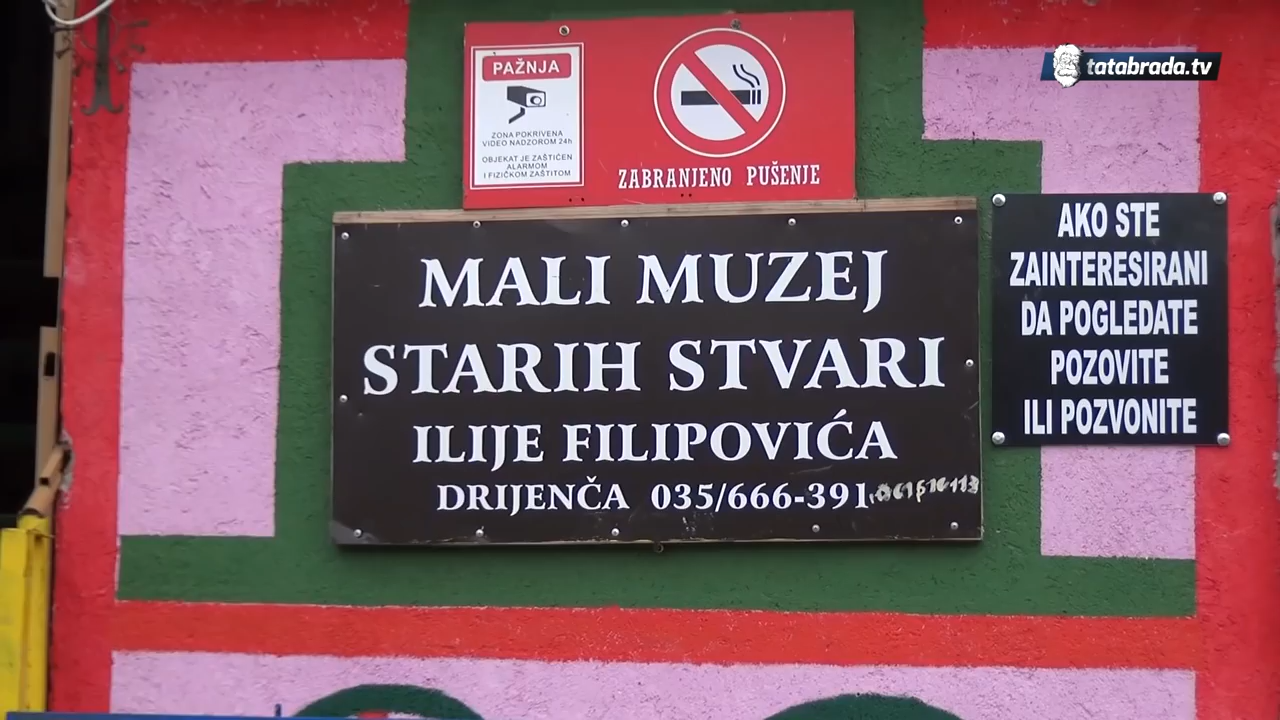 tatabrada.tv
PAŽNJA
ZONA POKRIVENA
VIDEO NADZOROM 24h
OBJEKAT JE ZAŠTIĆEN
ALARMOM
I FIZIČKOM ZAŠTITOM
ZABRANJENO PUŠENJE
MALI MUZEJ
STARIH STVARI
ILIJE FILIPOVIĆA
DRIJENČA 035/666-391
AKO STE
ZAINTERESIRANI
DA POGLEDATE
POZOVITE
ILI POZVONITE